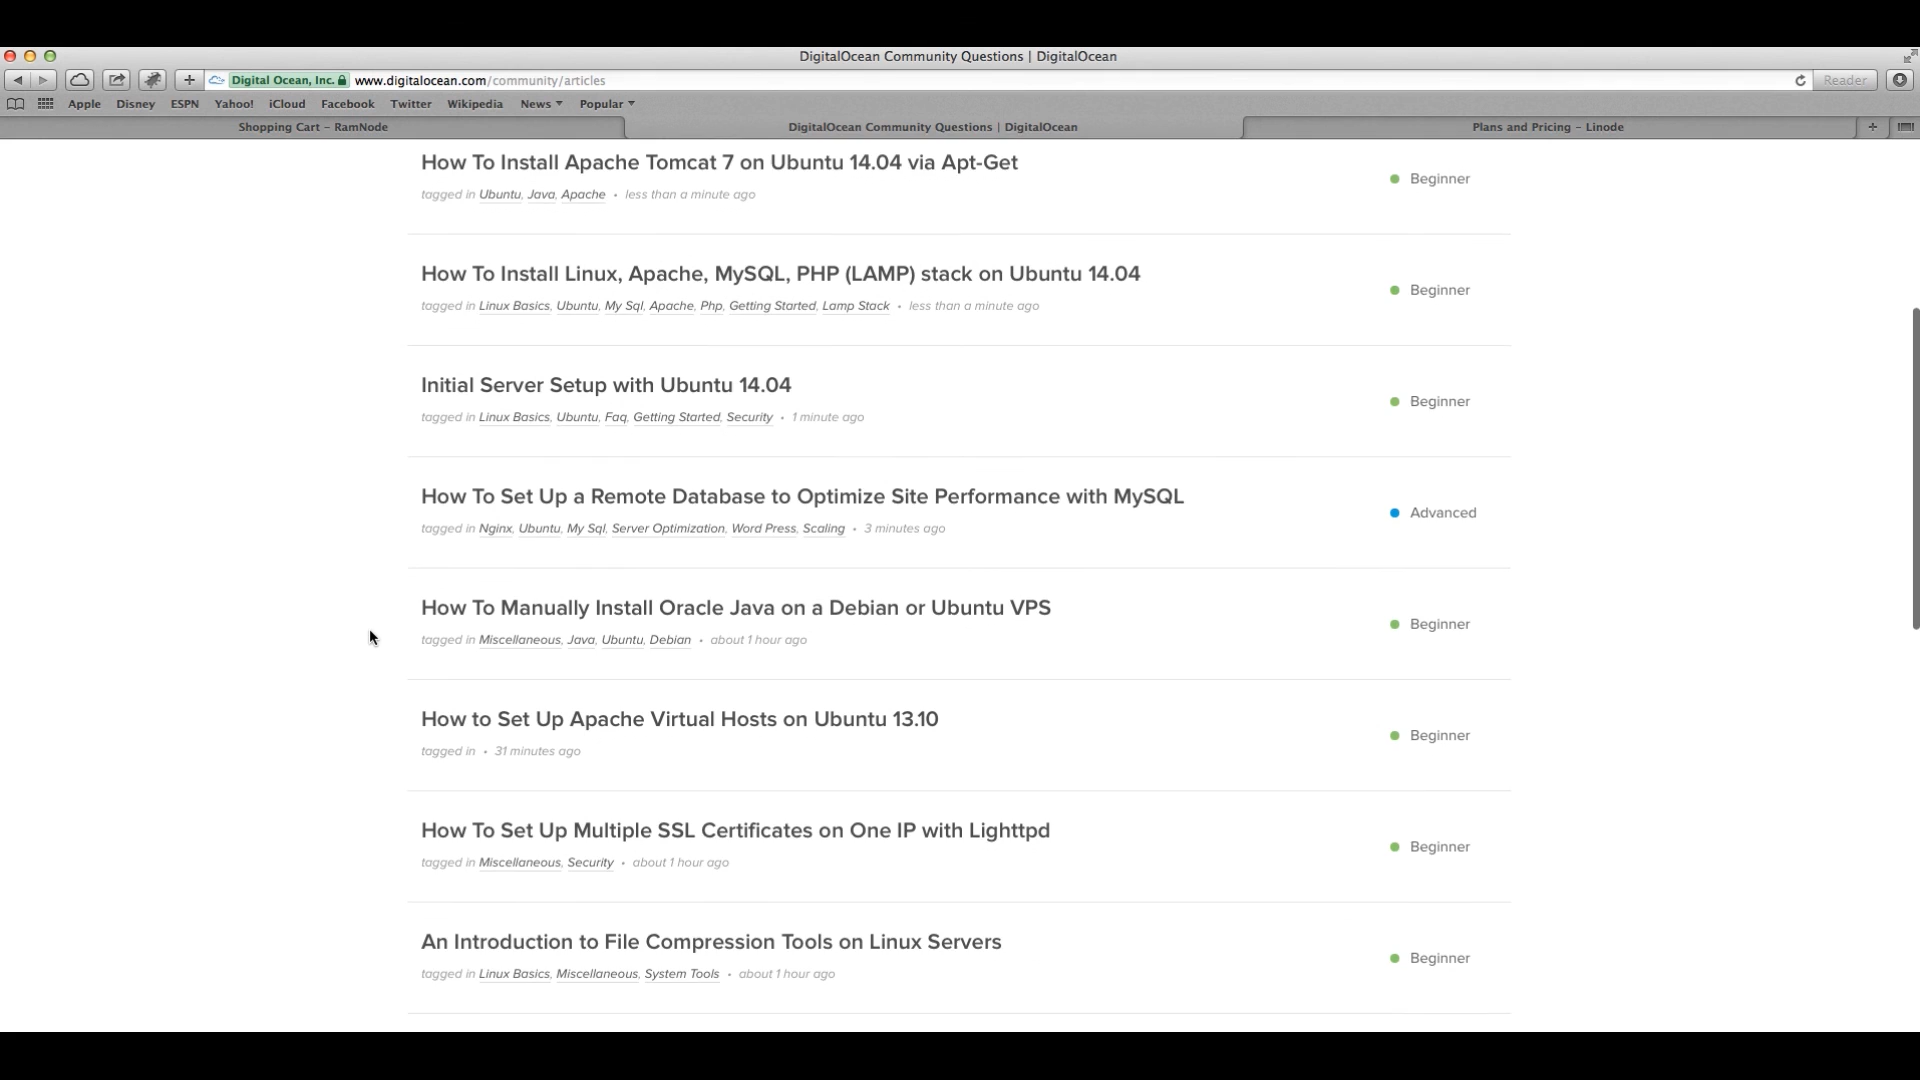 DigitalOcean Community Questions | DigitalOcean
Digital Ocean, Inc. www.digitalocean.com/community/articles Reader
Apple Disney ESPN Yahoo! iCloud Facebook Twitter Wikipedia News Popular
Shopping Cart – RamNode DigitalOcean Community Questions | DigitalOcean Plans and Pricing – Linode
How To Install Apache Tomcat 7 on Ubuntu 14.04 via Apt-Get
Beginner
tagged in Ubuntu, Java, Apache • less than a minute ago
How To Install Linux, Apache, MySQL, PHP (LAMP) stack on Ubuntu 14.04
Beginner
tagged in Linux Basics, Ubuntu, My Sql, Apache, Php, Getting Started, Lamp Stack • less than a minute ago
Initial Server Setup with Ubuntu 14.04
Beginner
tagged in Linux Basics, Ubuntu, Faq, Getting Started, Security • 1 minute ago
How To Set Up a Remote Database to Optimize Site Performance with MySQL
Advanced
tagged in Nginx, Ubuntu, My Sql, Server Optimization, Word Press, Scaling • 3 minutes ago
How To Manually Install Oracle Java on a Debian or Ubuntu VPS
Beginner
tagged in Miscellaneous, Java, Ubuntu, Debian • about 1 hour ago
How to Set Up Apache Virtual Hosts on Ubuntu 13.10
Beginner
tagged in • 31 minutes ago
How To Set Up Multiple SSL Certificates on One IP with Lighttpd
Beginner
tagged in Miscellaneous, Security • about 1 hour ago
An Introduction to File Compression Tools on Linux Servers
Beginner
tagged in Linux Basics, Miscellaneous, System Tools • about 1 hour ago